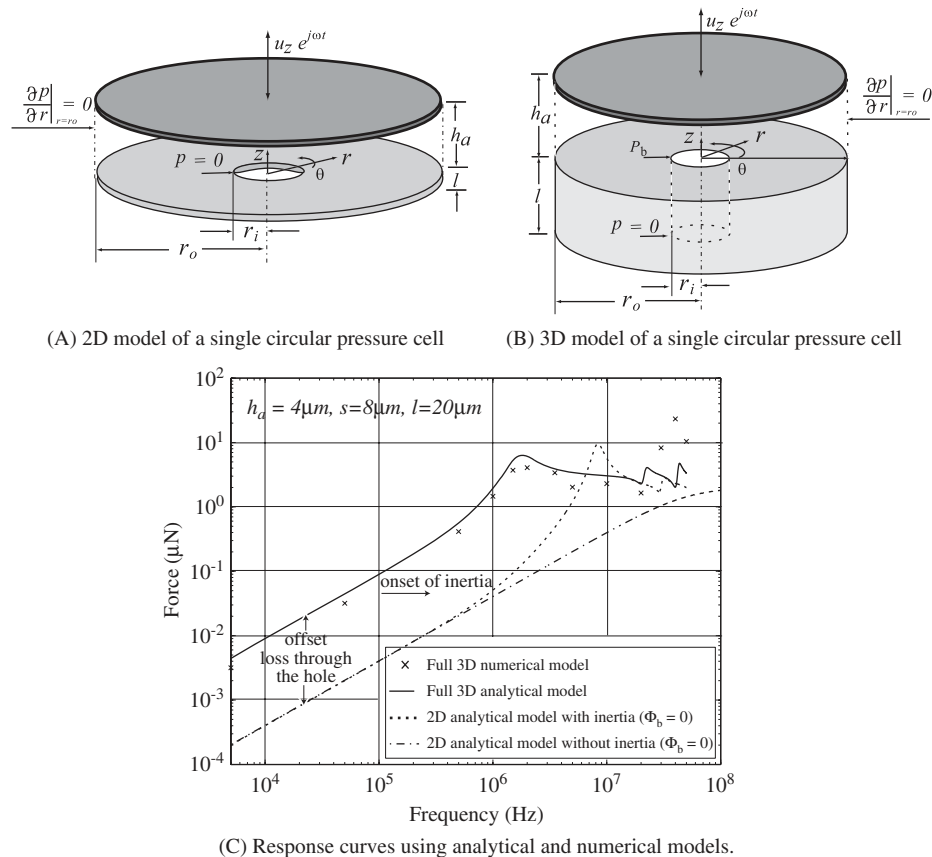 u_z e^{jωt}
∂p/∂r|_{r=r_o} = 0
h_a
p = 0
z
r
θ
l
r_i
r_o
(A) 2D model of a single circular pressure cell
u_z e^{jωt}
∂p/∂r|_{r=r_o} = 0
h_a
P_b
z
r
θ
l
p = 0
r_i
r_o
(B) 3D model of a single circular pressure cell
h_a = 4μm, s=8μm, l=20μm
10^2
10^1
10^0
10^{-1}
10^{-2}
10^{-3}
10^{-4}
Force (μN)
onset of inertia
offset
loss through
the hole
Full 3D numerical model
Full 3D analytical model
2D analytical model with inertia (Φ_b = 0)
2D analytical model without inertia (Φ_b = 0)
10^4 10^5 10^6 10^7 10^8
Frequency (Hz)
(C) Response curves using analytical and numerical models.